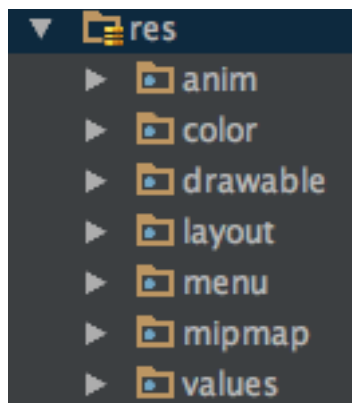 res
anim
color
drawable
layout
menu
mipmap
values